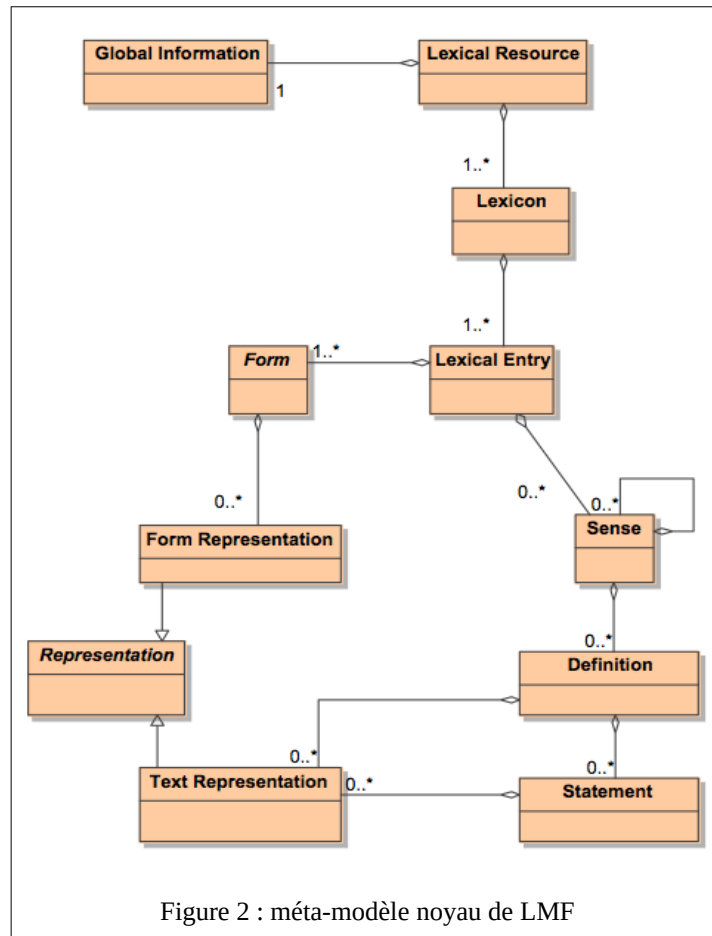 Global Information
Lexical Resource
1
1..*
Lexicon
1..*
Form
1..*
Lexical Entry
0..*
0..*
0..*
Sense
Form Representation
0..*
Representation
Definition
0..*
0..*
0..*
Text Representation
Statement
Figure 2 : méta-modèle noyau de LMF